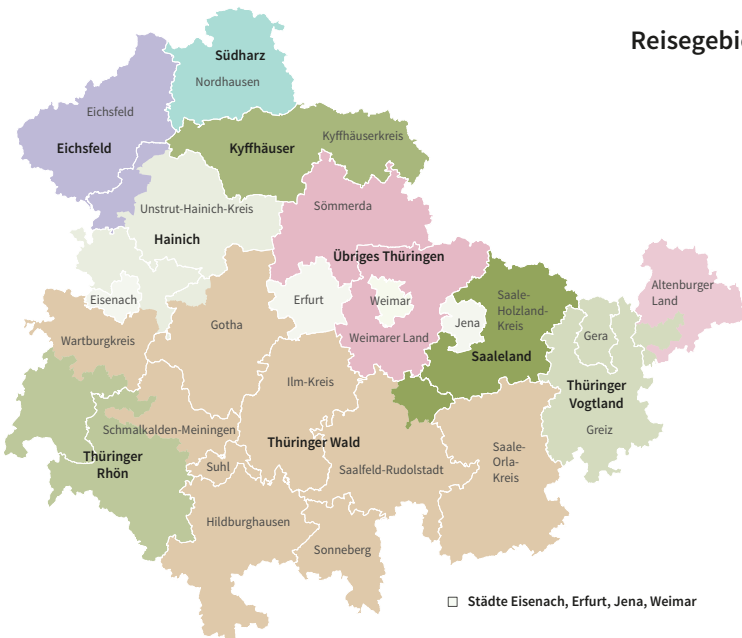 Reisegebie
Südharz
Nordhausen
Eichsfeld
Eichsfeld
Kyffhäuserkreis
Kyffhäuser
Unstrut-Hainich-Kreis
Hainich
Sömmerda
Übriges Thüringen
Eisenach
Erfurt
Weimar
Saale-
Holzland-
Kreis
Altenburger
Land
Wartburgkreis
Gotha
Weimarer Land
Jena
Saaleland
Gera
Ilm-Kreis
Thüringer
Vogtland
Greiz
Schmalkalden-Meiningen
Thüringer Wald
Thüringer
Rhön
Suhl
Saalfeld-Rudolstadt
Saale-
Orla-
Kreis
Hildburghausen
Sonneberg
Städte Eisenach, Erfurt, Jena, Weimar